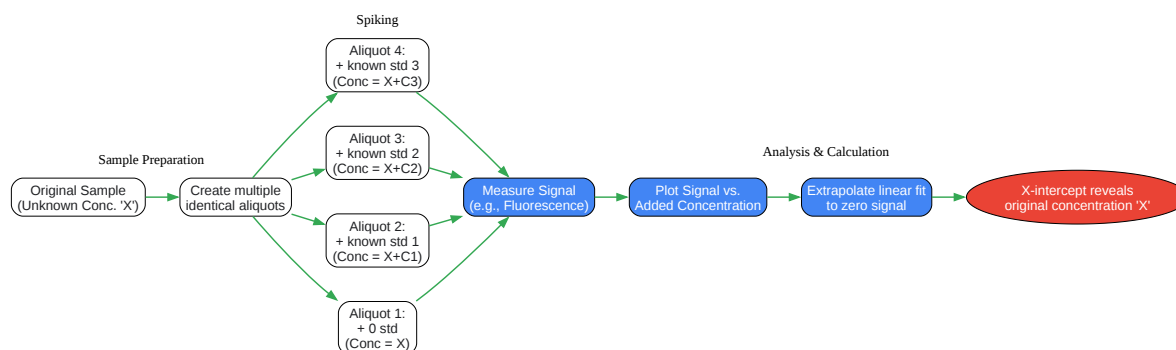 Sample Preparation
Original Sample
(Unknown Conc. 'X')
Create multiple
identical aliquots
Spiking
Aliquot 4:
+ known std 3
(Conc = X+C3)
Aliquot 3:
+ known std 2
(Conc = X+C2)
Aliquot 2:
+ known std 1
(Conc = X+C1)
Aliquot 1:
+ 0 std
(Conc = X)
Measure Signal
(e.g., Fluorescence)
Analysis & Calculation
Plot Signal vs.
Added Concentration
Extrapolate linear fit
to zero signal
X-intercept reveals
original concentration 'X'